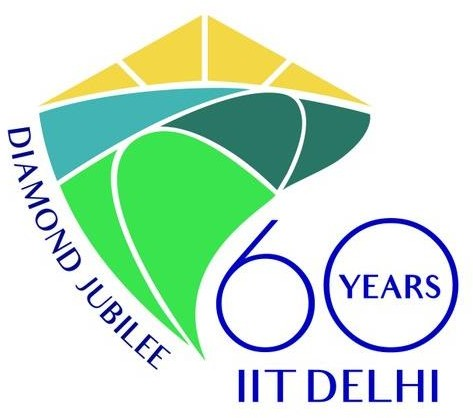 DIAMOND JUBILEE
60
YEARS
IIT DELHI